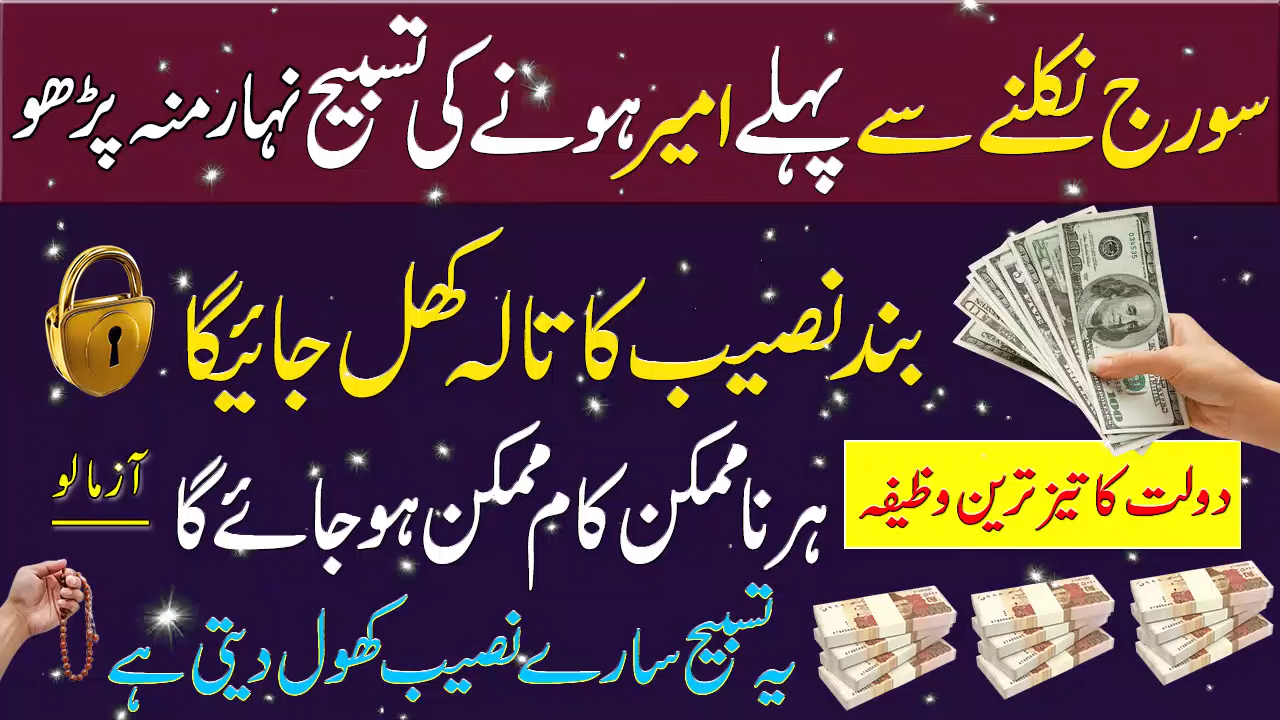 سورج نکلنے سے پہلے امیر ہونے کی تسبیح نہار منہ پڑھو
بند نصیب کا تالہ کھل جائیگا
دولت کا تیز ترین وظیفہ
ہر ناممکن کام ممکن ہو جائے گا
آزما لو
یہ تسبیح سارے نصیب کھول دیتی ہے